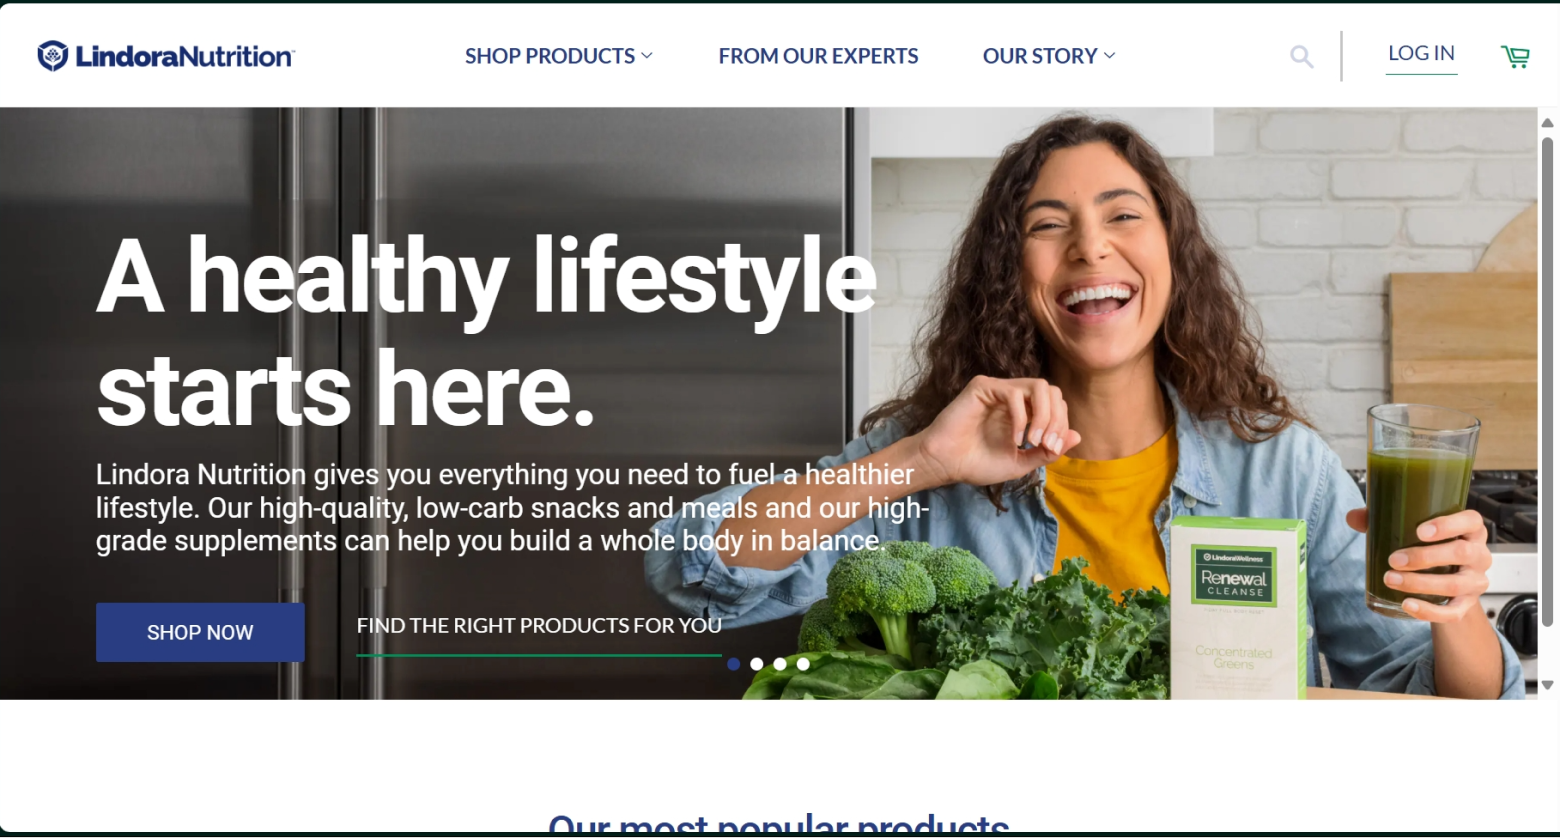 LindoraNutrition
SHOP PRODUCTS
FROM OUR EXPERTS
OUR STORY
LOG IN
A healthy lifestyle
starts here.
Lindora Nutrition gives you everything you need to fuel a healthier
lifestyle. Our high-quality, low-carb snacks and meals and our high-
grade supplements can help you build a whole body in balance.
SHOP NOW
FIND THE RIGHT PRODUCTS FOR YOU
LindoraWellness
Renewal
CLEANSE
Concentrated
Greens
Our most popular products